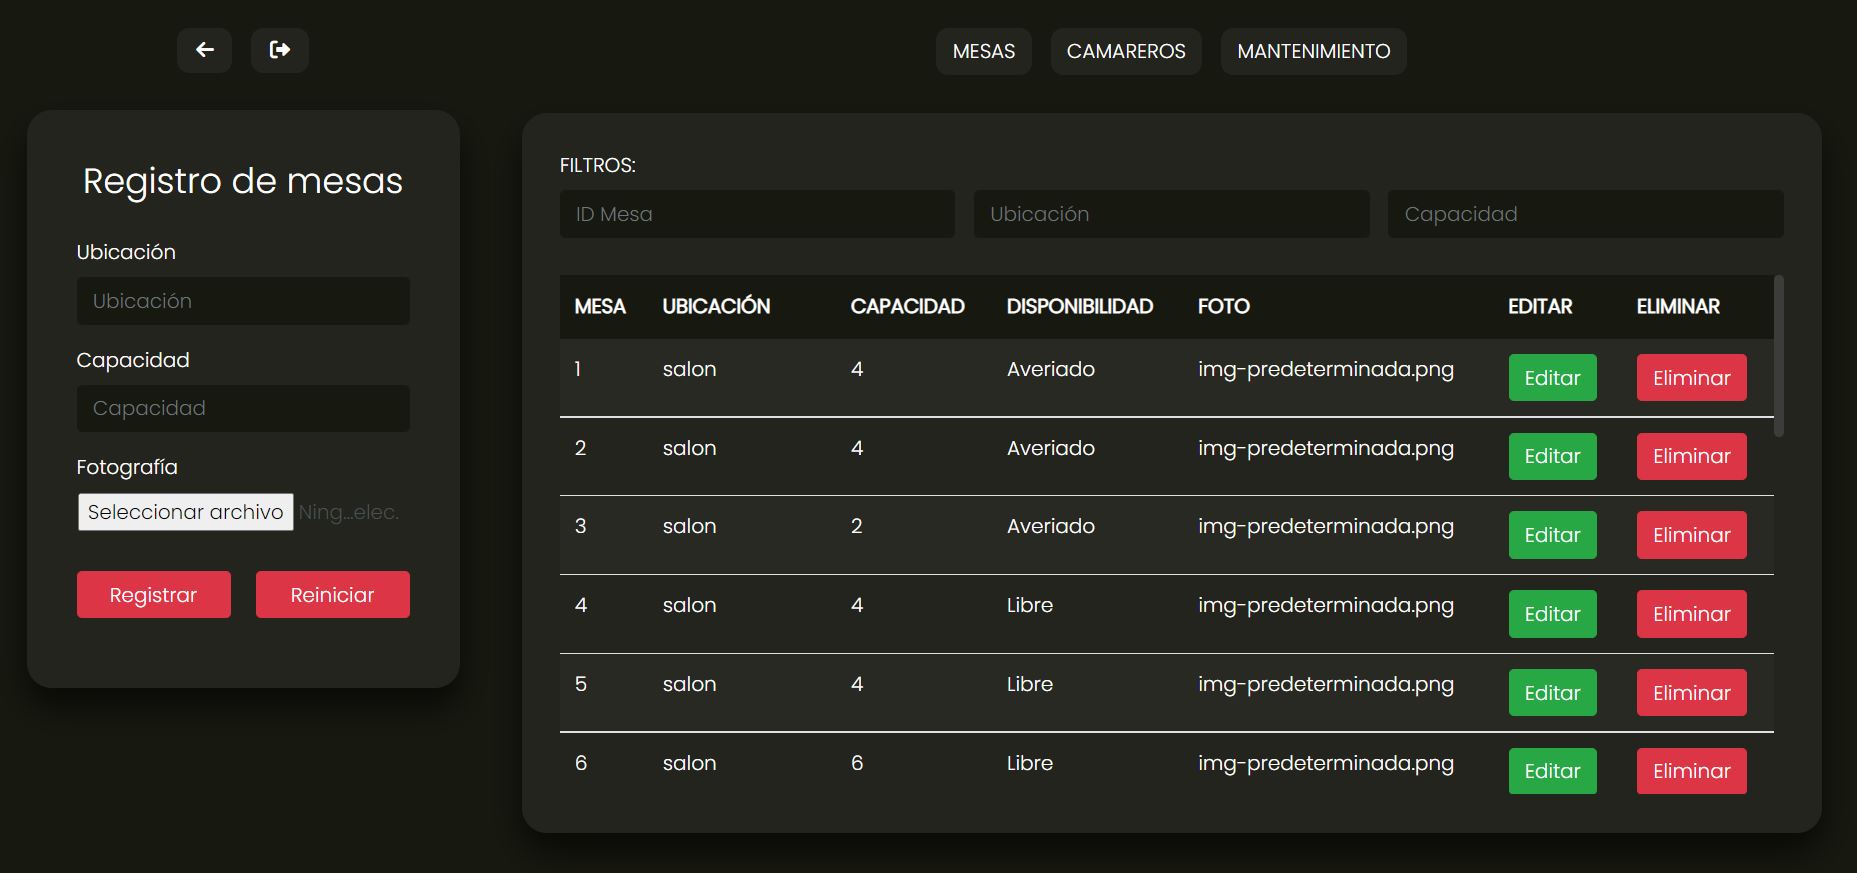 MESAS CAMAREROS MANTENIMIENTO
Registro de mesas
Ubicación
Ubicación
Capacidad
Capacidad
Fotografía
Seleccionar archivo Ning...elec.
Registrar Reiniciar
FILTROS:
ID Mesa Ubicación Capacidad
MESA UBICACIÓN CAPACIDAD DISPONIBILIDAD FOTO EDITAR ELIMINAR
1 salon 4 Averiado img-predeterminada.png Editar Eliminar
2 salon 4 Averiado img-predeterminada.png Editar Eliminar
3 salon 2 Averiado img-predeterminada.png Editar Eliminar
4 salon 4 Libre img-predeterminada.png Editar Eliminar
5 salon 4 Libre img-predeterminada.png Editar Eliminar
6 salon 6 Libre img-predeterminada.png Editar Eliminar